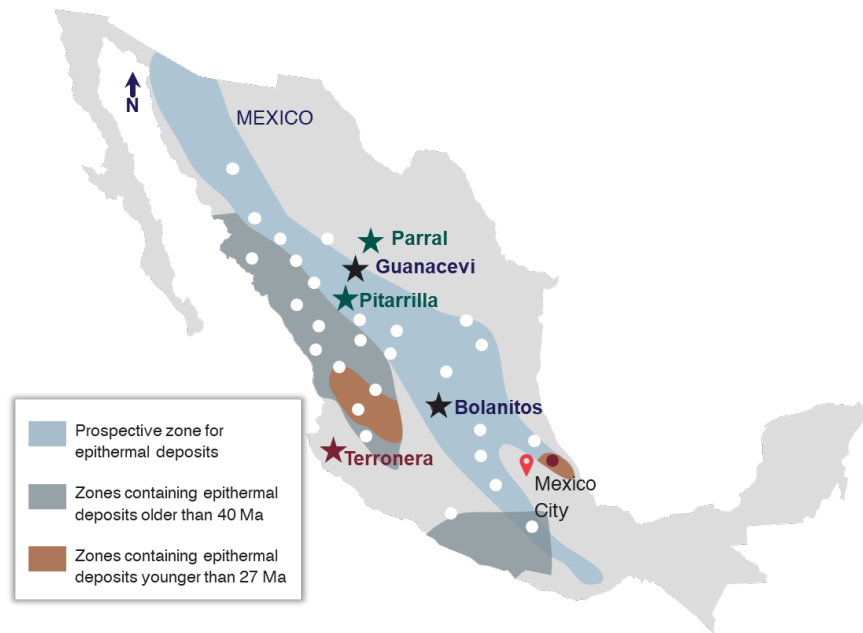 MEXICO
N
Parral
Guanacevi
Pitarrilla
Bolanitos
Terronera
Mexico
City
Prospective zone for
epithermal deposits
Zones containing epithermal
deposits older than 40 Ma
Zones containing epithermal
deposits younger than 27 Ma